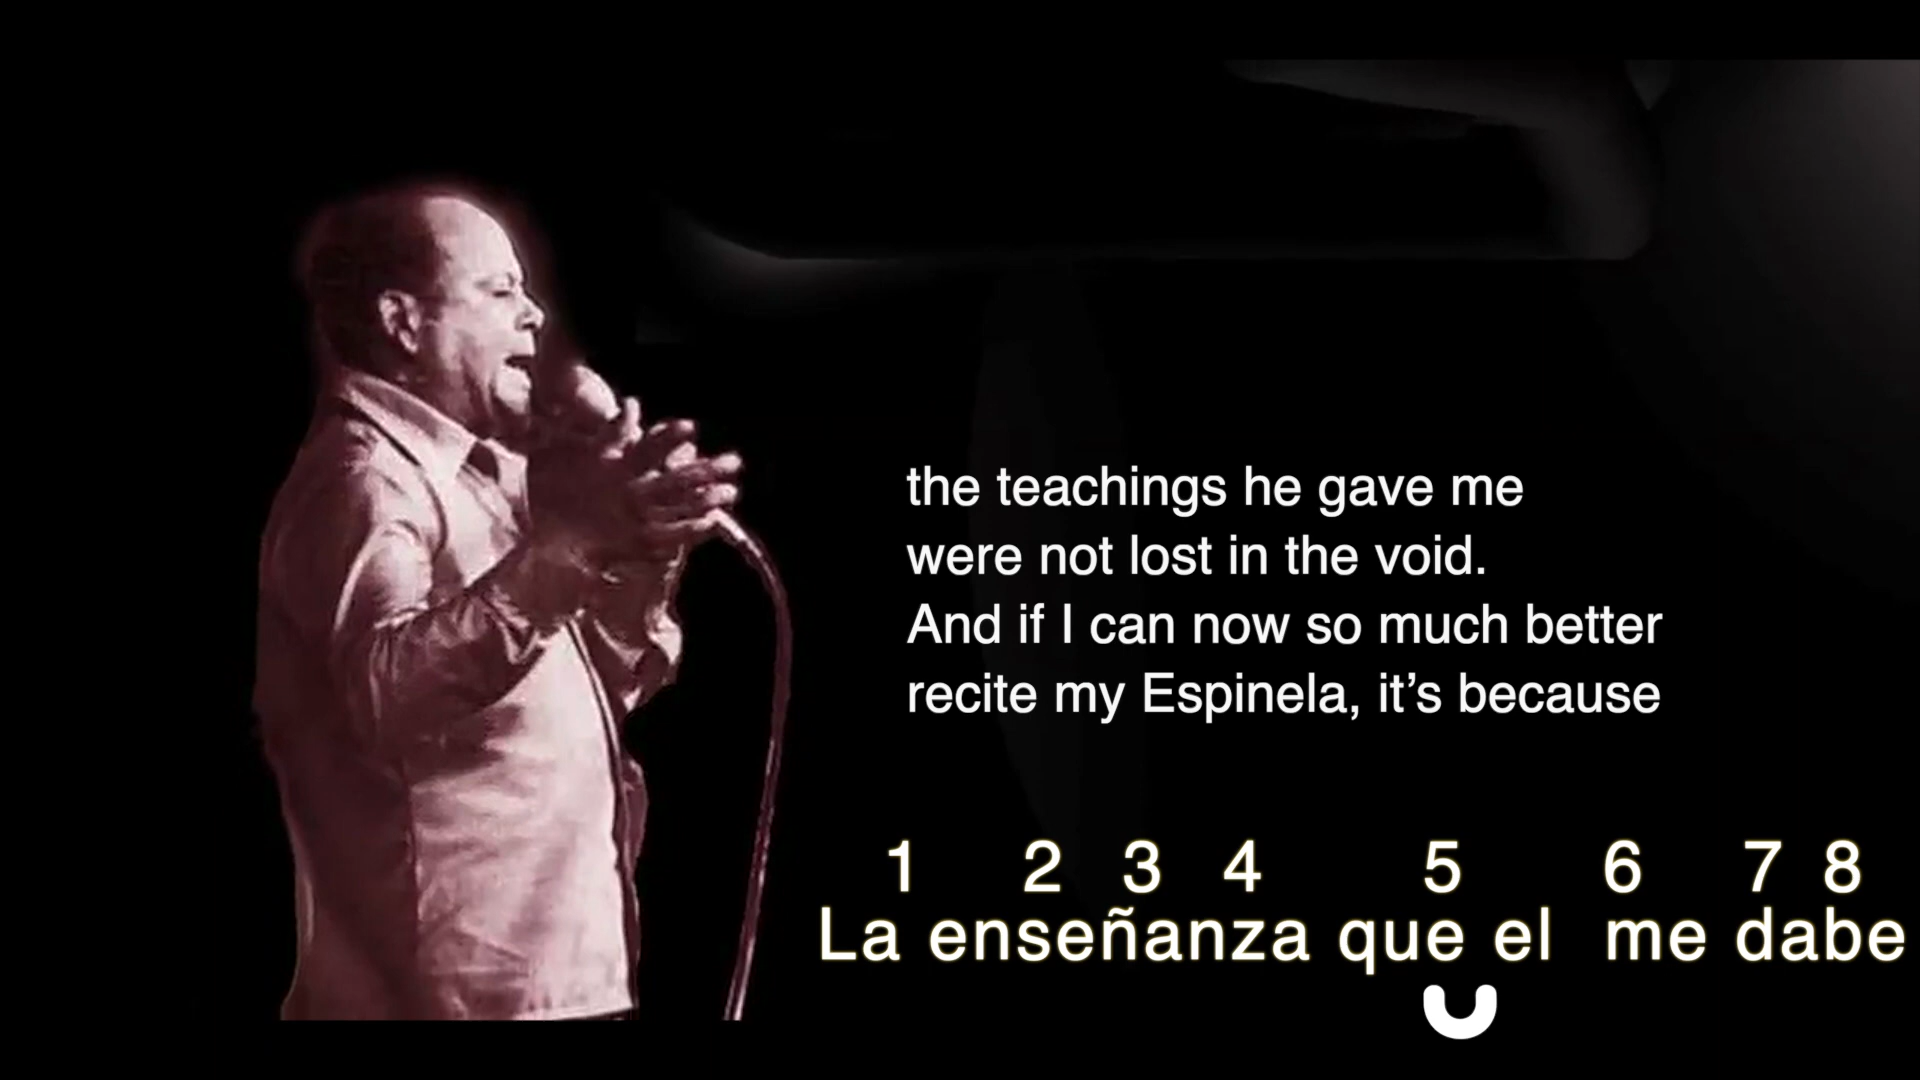 the teachings he gave me
were not lost in the void.
And if I can now so much better
recite my Espinela, it’s because
1 2 3 4 5 6 7 8
La enseñanza que el me dabe